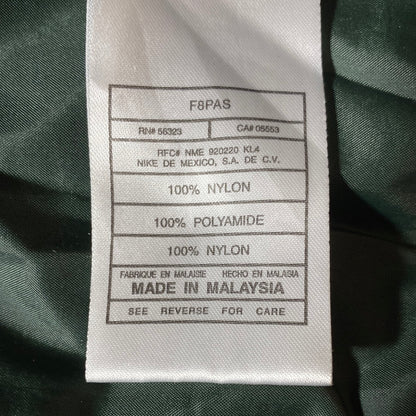 F8PAS
RN# 56323 CA# 05553
RFC# NME 920220 KL4
NIKE DE MEXICO, S.A. DE C.V.
100% NYLON
100% POLYAMIDE
100% NYLON
FABRIQUE EN MALAISIE HECHO EN MALASIA
MADE IN MALAYSIA
SEE REVERSE FOR CARE